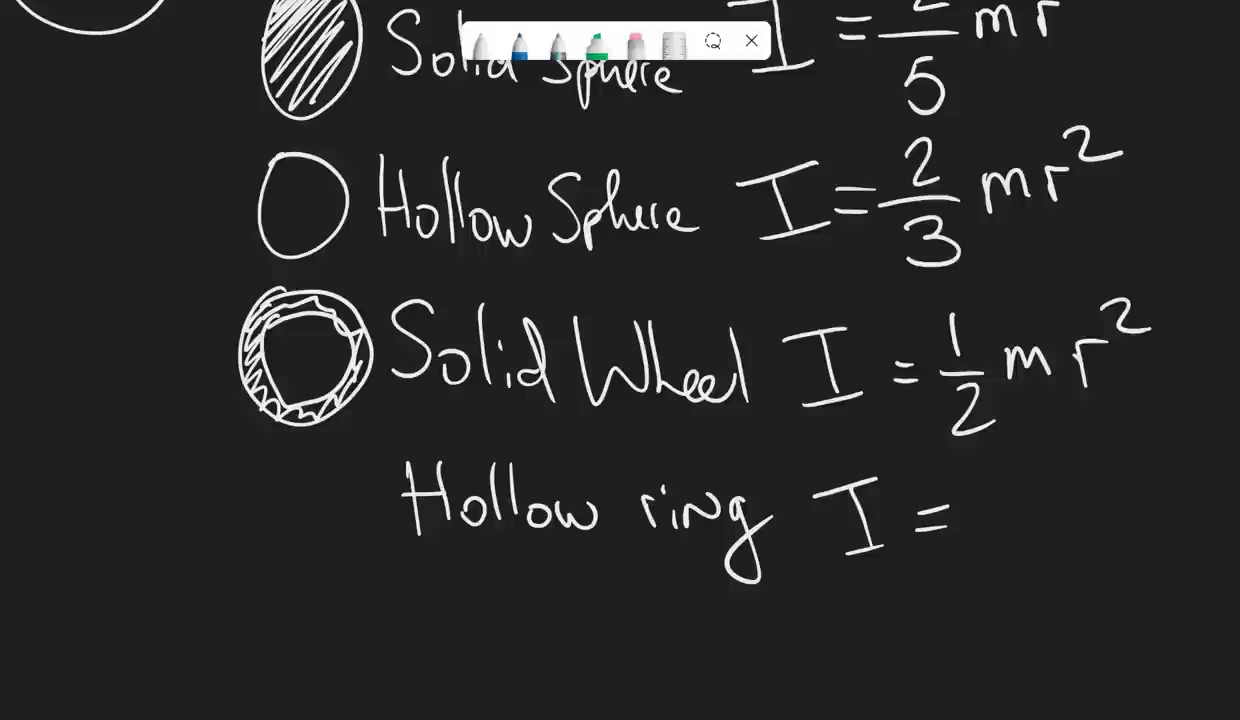 Solid Sphere I = 2/5 mr
Hollow Sphere I = 2/3 mr²
Solid Wheel I = 1/2 mr²
Hollow ring I =